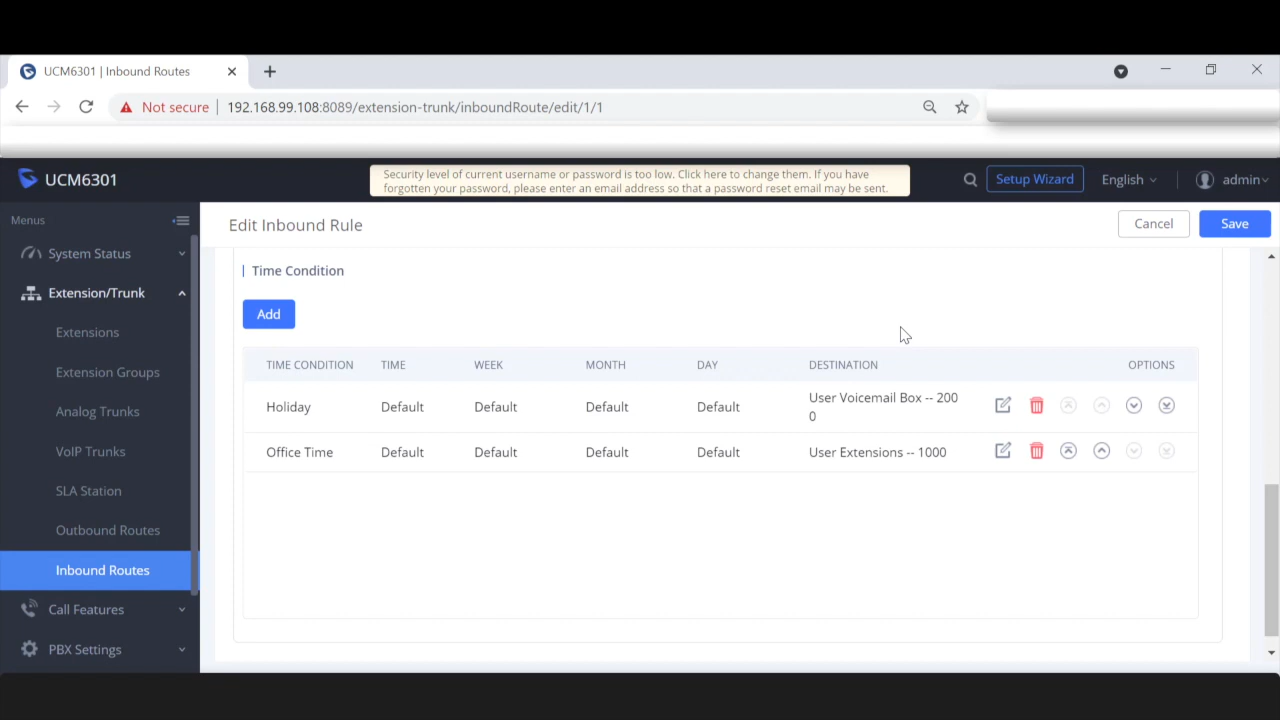 UCM6301 | Inbound Routes
Not secure
192.168.99.108:8089/extension-trunk/inboundRoute/edit/1/1
UCM6301
Security level of current username or password is too low. Click here to change them. If you have
forgotten your password, please enter an email address so that a password reset email may be sent.
Setup Wizard
English
admin
Menus
System Status
Extension/Trunk
Extensions
Extension Groups
Analog Trunks
VoIP Trunks
SLA Station
Outbound Routes
Inbound Routes
Call Features
PBX Settings
Edit Inbound Rule
Cancel
Save
Time Condition
Add
TIME CONDITION TIME WEEK MONTH DAY DESTINATION OPTIONS
Holiday Default Default Default Default User Voicemail Box -- 200
0
Office Time Default Default Default Default User Extensions -- 1000